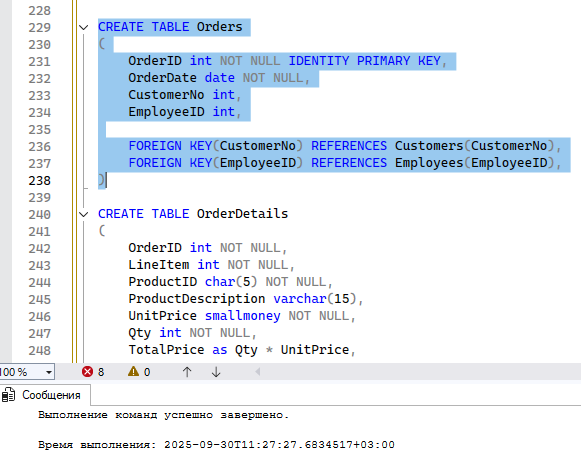 228
229 CREATE TABLE Orders
230 (
231 OrderID int NOT NULL IDENTITY PRIMARY KEY,
232 OrderDate date NOT NULL,
233 CustomerNo int,
234 EmployeeID int,
235
236 FOREIGN KEY(CustomerNo) REFERENCES Customers(CustomerNo),
237 FOREIGN KEY(EmployeeID) REFERENCES Employees(EmployeeID),
238 )
239
240 CREATE TABLE OrderDetails
241 (
242 OrderID int NOT NULL,
243 LineItem int NOT NULL,
244 ProductID char(5) NOT NULL,
245 ProductDescription varchar(15),
246 UnitPrice smallmoney NOT NULL,
247 Qty int NOT NULL,
248 TotalPrice as Qty * UnitPrice,
100 % 8 0
Сообщения
Выполнение команд успешно завершено.
Время выполнения: 2025-09-30T11:27:27.6834517+03:00